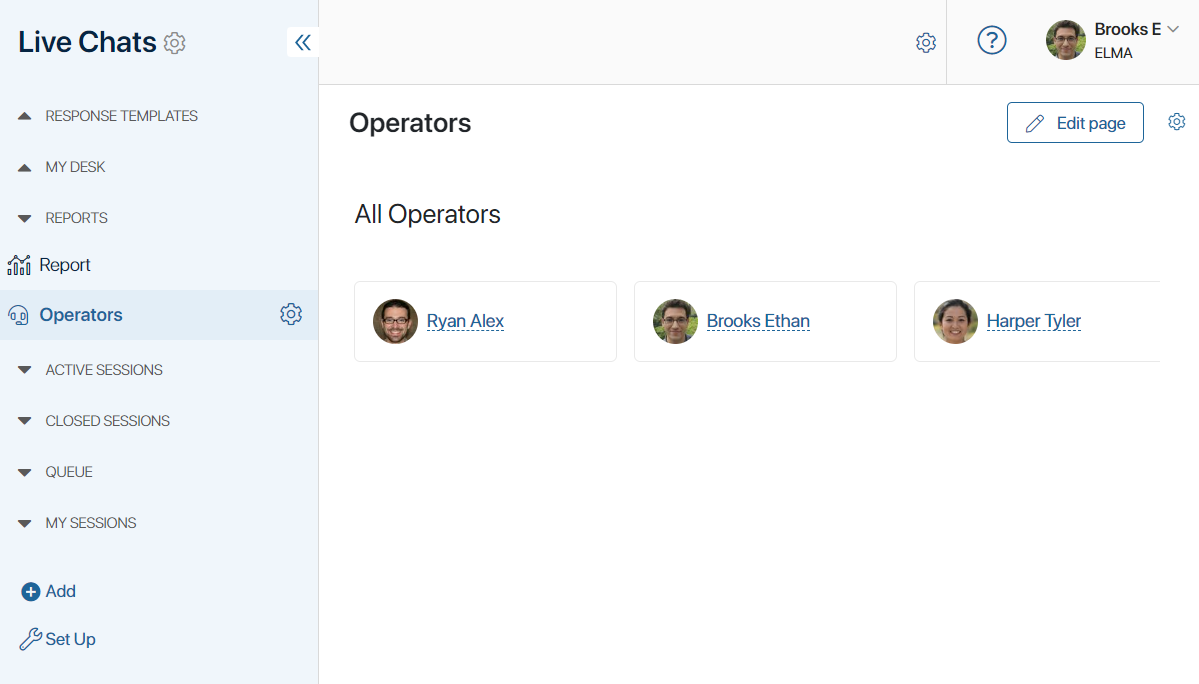 Live Chats
Brooks E
ELMA
RESPONSE TEMPLATES
MY DESK
REPORTS
Report
Operators
ACTIVE SESSIONS
CLOSED SESSIONS
QUEUE
MY SESSIONS
Add
Set Up
Operators
Edit page
All Operators
Ryan Alex
Brooks Ethan
Harper Tyler